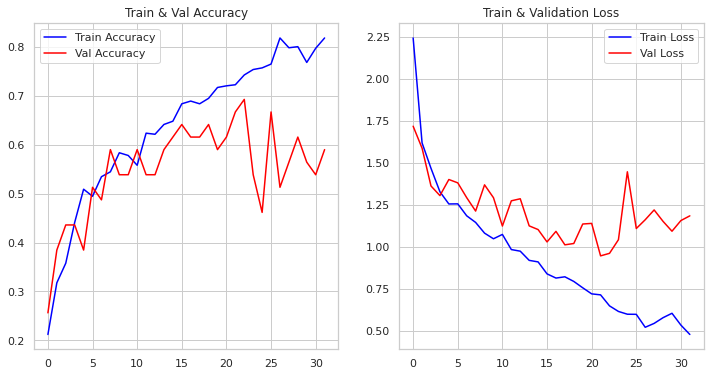 Train & Val Accuracy
Train Accuracy
Val Accuracy
0.8
0.7
0.6
0.5
0.4
0.3
0.2
0 5 10 15 20 25 30
Train & Validation Loss
Train Loss
Val Loss
2.25
2.00
1.75
1.50
1.25
1.00
0.75
0.50
0 5 10 15 20 25 30